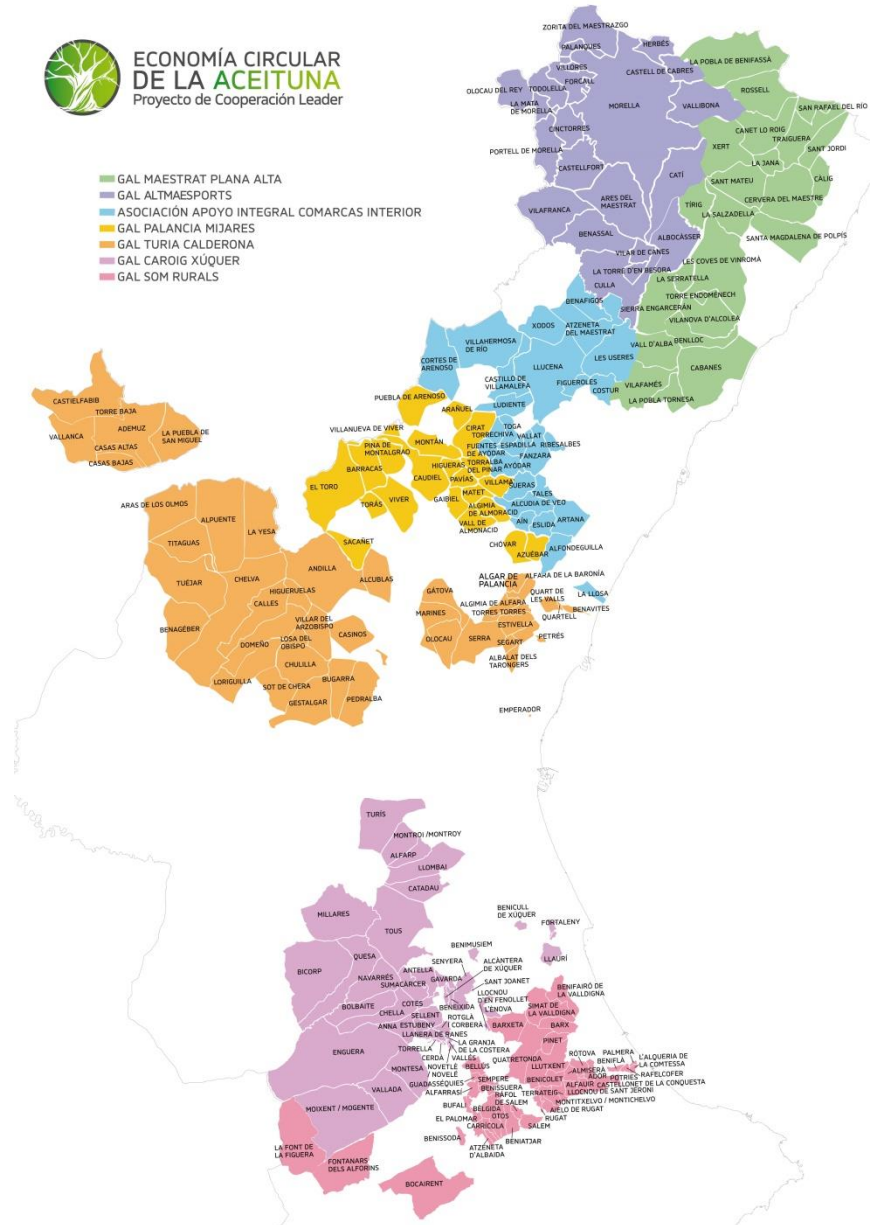 ECONOMÍA CIRCULAR
DE LA ACEITUNA
Proyecto de Cooperación Leader
GAL MAESTRAT PLANA ALTA
GAL ALTMAESPORTS
ASOCIACIÓN APOYO INTEGRAL COMARCAS INTERIOR
GAL PALANCIA MIJARES
GAL TURIA CALDERONA
GAL CAROIG XÚQUER
GAL SOM RURALS
ZORITA DEL MAESTRAZGO
PALANQUES
HERBÉS
VILLORES
FORCALL
CASTELL DE CABRES
OLOCAU DEL REY
TODOLELLA
LA MATA
DE MORELLA
MORELLA
VALLIBONA
CINCTORRES
PORTELL DE MORELLA
CASTELLFORT
CATÍ
ARES DEL
MAESTRAT
VILAFRANCA
BENASSAL
ALBOCÀSSER
VILAR DE CANES
LA TORRE D'EN BESORA
CULLA
SIERRA ENGARCERÁN
LA POBLA DE BENIFASSÀ
ROSSELL
SAN RAFAEL DEL RÍO
CANET LO ROIG
TRAIGUERA
XERT
SANT JORDI
LA JANA
SANT MATEU
CÀLIG
CERVERA DEL MAESTRE
TÍRIG
LA SALZADELLA
SANTA MAGDALENA DE POLPÍS
LES COVES DE VINROMÀ
LA SERRATELLA
TORRE ENDOMÉNECH
VILANOVA D'ALCOLEA
VALL D'ALBA
BENLLOC
CABANES
VILAFAMÉS
LA POBLA TORNESA
BENAFIGOS
XODOS
ATZENETA
DEL MAESTRAT
VILLAHERMOSA
DE RÍO
CORTES DE
ARENOSO
LLUCENA
LES USERES
CASTILLO DE
VILLAMALEFA
FIGUEROLES
COSTUR
LUDIENTE
TOGA
VALLAT
ESPADILLA
RIBESALBES
FANZARA
AYÓDAR
SUERAS
TALES
ALCUDIA DE VEO
AÍN
ESLIDA
ARTANA
ALFONDEGUILLA
LA LLOSA
PUEBLA DE ARENOSO
ARAÑUEL
VILLANUEVA DE VIVER
CIRAT
TORRECHIVA
MONTÁN
FUENTES
DE AYÓDAR
PINA DE
MONTALGRAO
HIGUERAS
TORRALBA
DEL PINAR
BARRACAS
CAUDIEL
PAVÍAS
VILLAMA
EL TORO
MATET
TORÁS
VIVER
GAIBIEL
ALGIMIA
DE ALMORACID
VALL DE
ALMONACID
SACAÑET
CHÓVAR
AZUÉBAR
CASTIELFABIB
TORRE BAJA
VALLANCA
ADEMUZ
LA PUEBLA DE
SAN MIGUEL
CASAS ALTAS
CASAS BAJAS
ARAS DE LOS OLMOS
ALPUENTE
LA YESA
TITAGUAS
ANDILLA
TUÉJAR
CHELVA
ALCUBLAS
HIGUERUELAS
CALLES
BENAGÉBER
VILLAR DEL
ARZOBISPO
CASINOS
DOMEÑO
LOSA DEL
OBISPO
CHULILLA
LORIGUILLA
SOT DE CHERA
BUGARRA
GESTALGAR
PEDRALBA
GÁTOVA
ALGAR DE
PALANCIA
ALFARA DE LA BARONÍA
MARINES
ALGIMIA DE ALFARA
QUART DE
LES VALLS
TORRES TORRES
QUARTELL
BENAVITES
OLOCAU
SERRA
ESTIVELLA
SEGART
PETRÉS
ALBALAT DELS
TARONGERS
EMPERADOR
TURÍS
MONTROI /MONTROY
ALFARP
LLOMBAI
CATADAU
MILLARES
TOUS
BICORP
QUESA
NAVARRÉS
ANTELLA
SUMACÀRCER
GAVARDA
SENYERA
BENIMUSIEM
ALCÀNTERA
DE XÚQUER
BENICULL
DE XÚQUER
FORTALENY
LLAURÍ
SANT JOANET
BENEIXIDA
LLOCNOU
D'EN FENOLLET
L'ÉNOVA
BOLBAITE
CHELLA
COTES
SELLENT
ROTGLÀ
I CORBERÀ
ANNA
ESTUBENY
LLANERA DE RANES
LA GRANJA
DE LA COSTERA
ENGUERA
TORRELLA
CERDÀ
VALLÉS
NOVETLÈ /
NOVELÉ
MONTESA
VALLADA
MOIXENT / MOGENTE
BENIFAIRÓ DE
LA VALLDIGNA
SIMAT DE
LA VALLDIGNA
BARXETA
BARX
PINET
QUATRETONDA
LLUTXENT
BELLÚS
GUADASSÉQUIES
ALFARRASÍ
SEMPERE
BENISSUERA
RÀFOL
DE SALEM
BENICOLET
TERRATEIG
ROTOVA
ALMISERÀ
ALFAUIR
ADOR
PALMERA
BENIFLÀ
POTRIES
L'ALQUERIA DE LA
COMTESSA
RAFELCOFER
CASTELLONET DE LA CONQUESTA
LLOCNOU DE SANT JERONI
MONTITXELVO / MONTICHELVO
AIELO DE RUGAT
RUGAT
BUFALI
BÈLGIDA
OTOS
EL PALOMAR
CARRÍCOLA
SALEM
BENISSODA
ATZENETA
D'ALBAIDA
BENIATJAR
LA FONT DE
LA FIGUERA
FONTANARS
DELS ALFORINS
BOCAIRENT